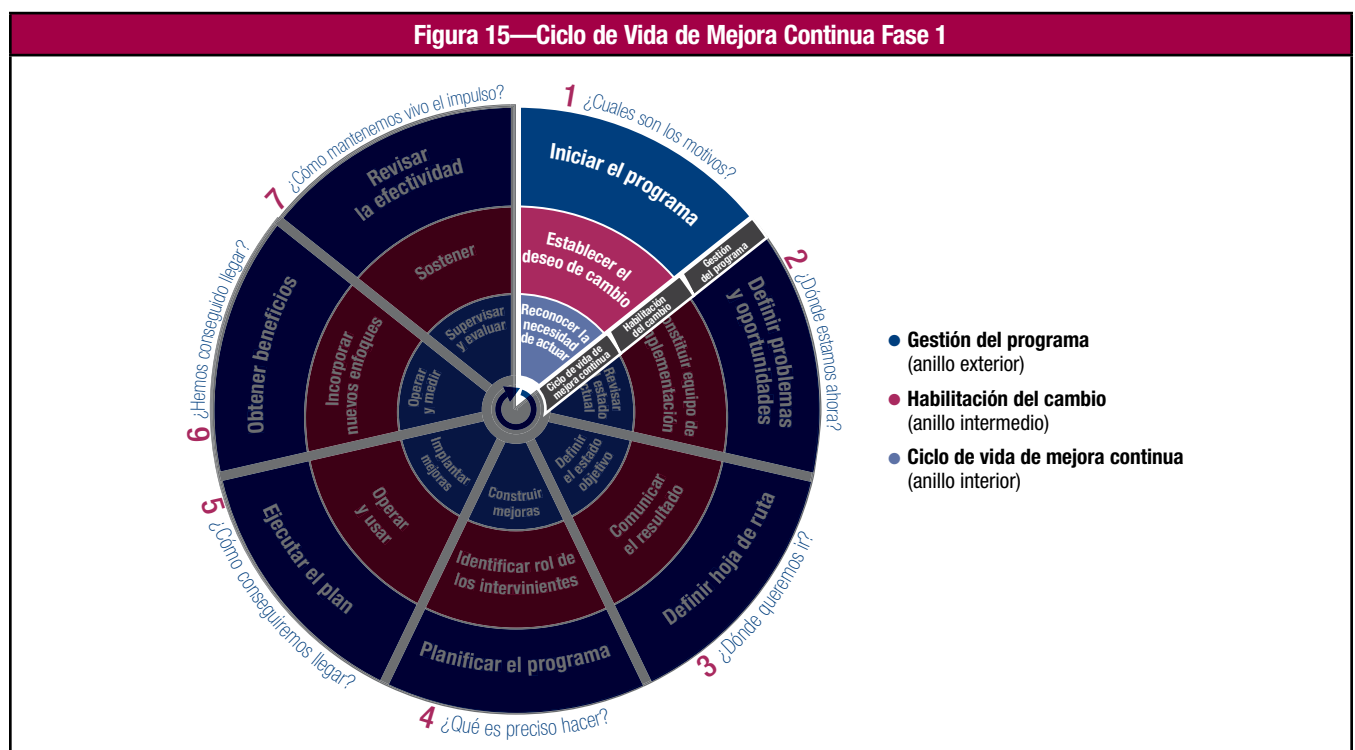 Figura 15—Ciclo de Vida de Mejora Continua Fase 1
1 ¿Cuales son los motivos?
Iniciar el programa
Establecer el
deseo de cambio
Reconocer la
necesidad
de actuar
Gestión
del programa
Habilitación
del cambio
Ciclo de vida de
mejora continua
2 ¿Dónde estamos ahora?
Definir problemas
y oportunidades
nstituir equipo de
mplementación
Revisar
estado
ctual
3 ¿Dónde queremos ir?
Definir hoja de ruta
Comunicar
el resultado
Definir
el estado
objetivo
4 ¿Qué es preciso hacer?
Planificar el programa
Identificar rol de
los intervinientes
Construir
mejoras
5 ¿Cómo conseguiremos llegar?
Ejecutar el plan
Operar
y usar
Implantar
mejoras
6 ¿Hemos conseguido llegar?
Obtener beneficios
Incorporar
nuevos enfoques
Operar
y medir
7 ¿Cómo mantenemos vivo el impulso?
Revisar
la efectividad
Sostener
Supervisar
y evaluar
Gestión del programa
(anillo exterior)
Habilitación del cambio
(anillo intermedio)
Ciclo de vida de mejora continua
(anillo interior)